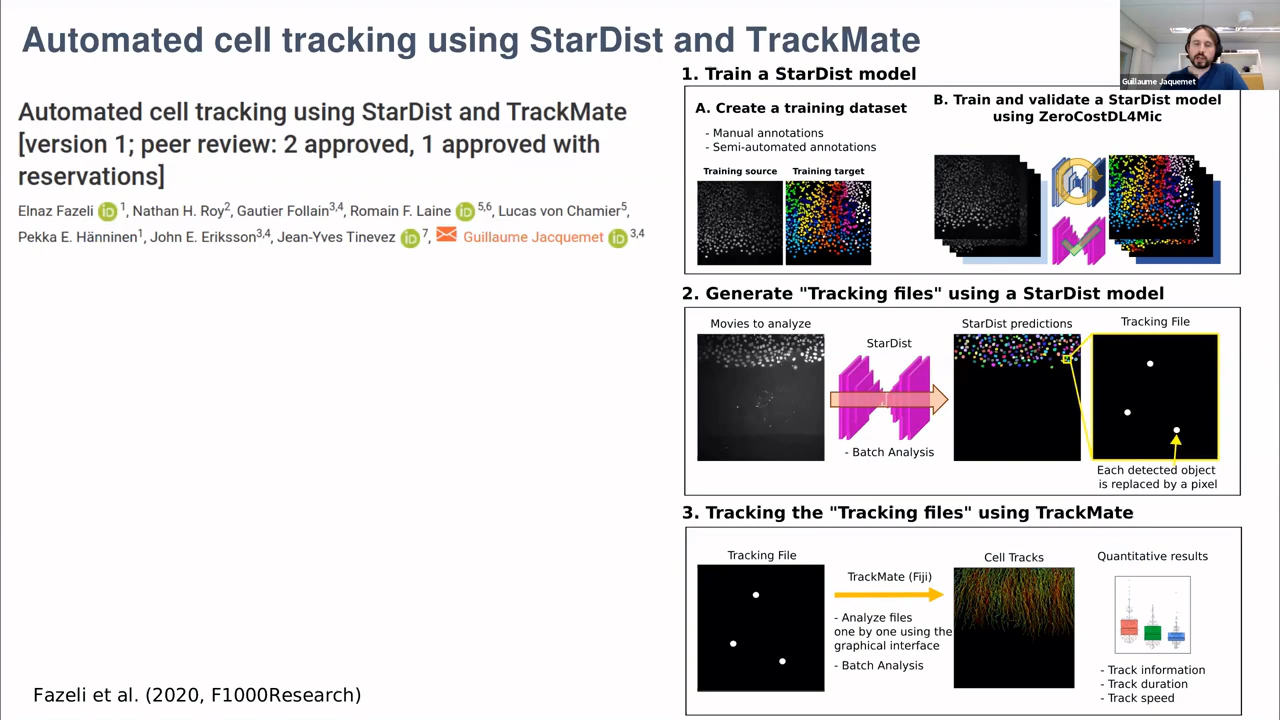 Automated cell tracking using StarDist and TrackMate
Guillaume Jaquemet
Automated cell tracking using StarDist and TrackMate
[version 1; peer review: 2 approved, 1 approved with
reservations]
Elnaz Fazeli iD 1, Nathan H. Roy2, Gautier Follain3,4, Romain F. Laine iD 5,6, Lucas von Chamier5,
Pekka E. Hänninen1, John E. Eriksson3,4, Jean-Yves Tinevez iD 7, Guillaume Jacquemet iD 3,4
Fazeli et al. (2020, F1000Research)
1. Train a StarDist model
A. Create a training dataset
- Manual annotations
- Semi-automated annotations
Training source
Training target
B. Train and validate a StarDist model
using ZeroCostDL4Mic
2. Generate "Tracking files" using a StarDist model
Movies to analyze
StarDist
- Batch Analysis
StarDist predictions
Tracking File
Each detected object
is replaced by a pixel
3. Tracking the "Tracking files" using TrackMate
Tracking File
TrackMate (Fiji)
- Analyze files
one by one using the
graphical interface
- Batch Analysis
Cell Tracks
Quantitative results
- Track information
- Track duration
- Track speed